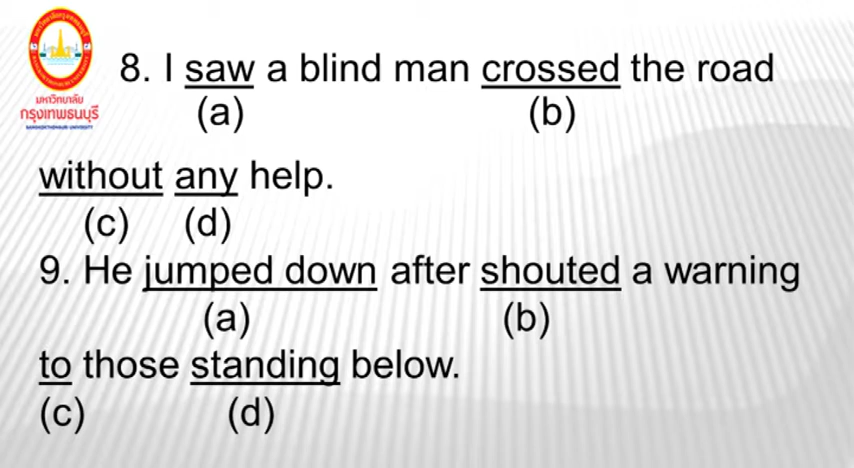 มหาวิทยาลัย
กรุงเทพธนบุรี
BANGKOKTHONBURI UNIVERSITY
8. I saw a blind man crossed the road
(a) (b)
without any help.
(c) (d)
9. He jumped down after shouted a warning
(a) (b)
to those standing below.
(c) (d)